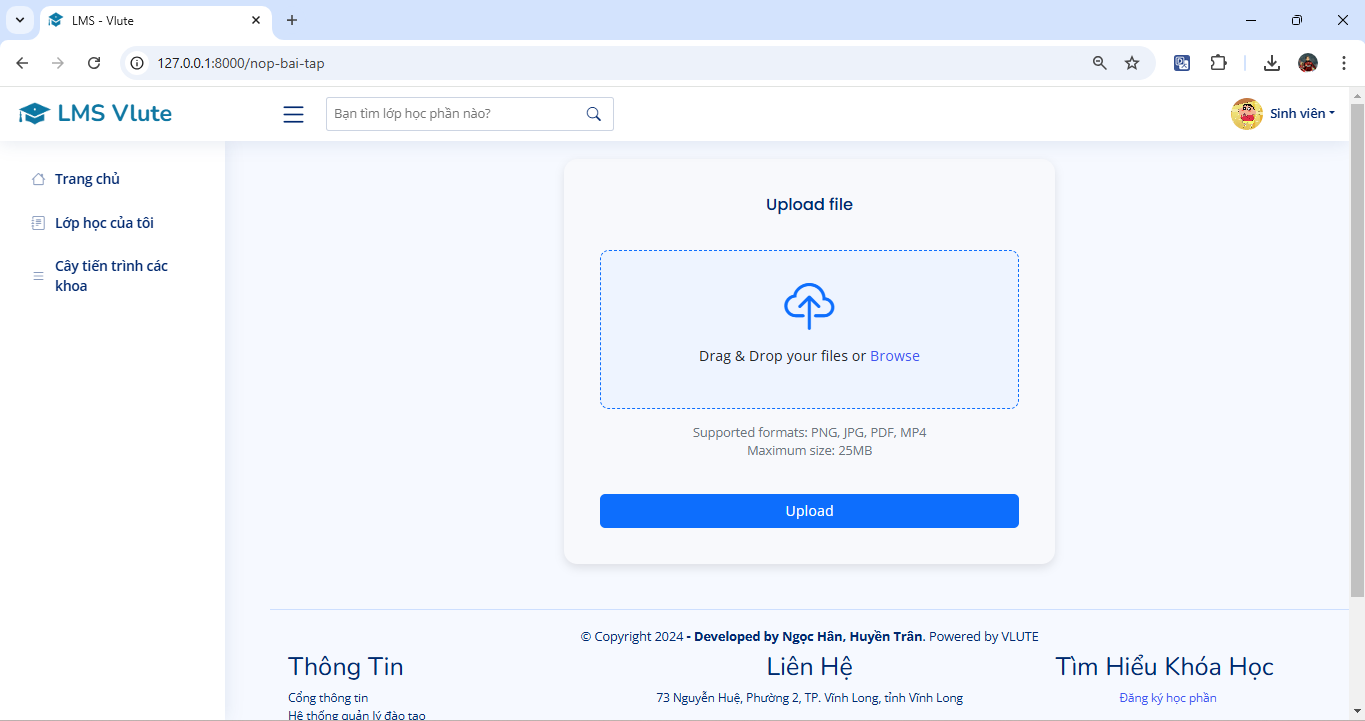 LMS - Vlute
127.0.0.1:8000/nop-bai-tap
LMS Vlute
Bạn tìm lớp học phần nào?
Sinh viên
Trang chủ
Lớp học của tôi
Cây tiến trình các
khoa
Upload file
Drag & Drop your files or Browse
Supported formats: PNG, JPG, PDF, MP4
Maximum size: 25MB
Upload
© Copyright 2024 - Developed by Ngọc Hân, Huyền Trân. Powered by VLUTE
Thông Tin
Cổng thông tin
Hệ thống quản lý đào tạo
Liên Hệ
73 Nguyễn Huệ, Phường 2, TP. Vĩnh Long, tỉnh Vĩnh Long
Tìm Hiểu Khóa Học
Đăng ký học phần